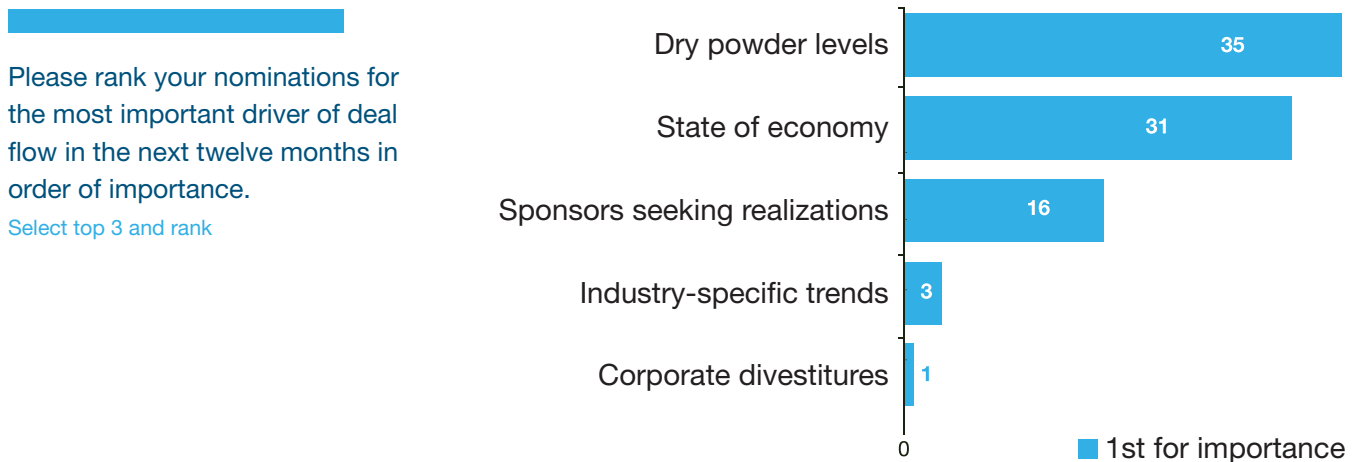 Please rank your nominations for
the most important driver of deal
flow in the next twelve months in
order of importance.
Select top 3 and rank
Dry powder levels
35
State of economy
31
Sponsors seeking realizations
16
Industry-specific trends
3
Corporate divestitures
1
0
1st for importance